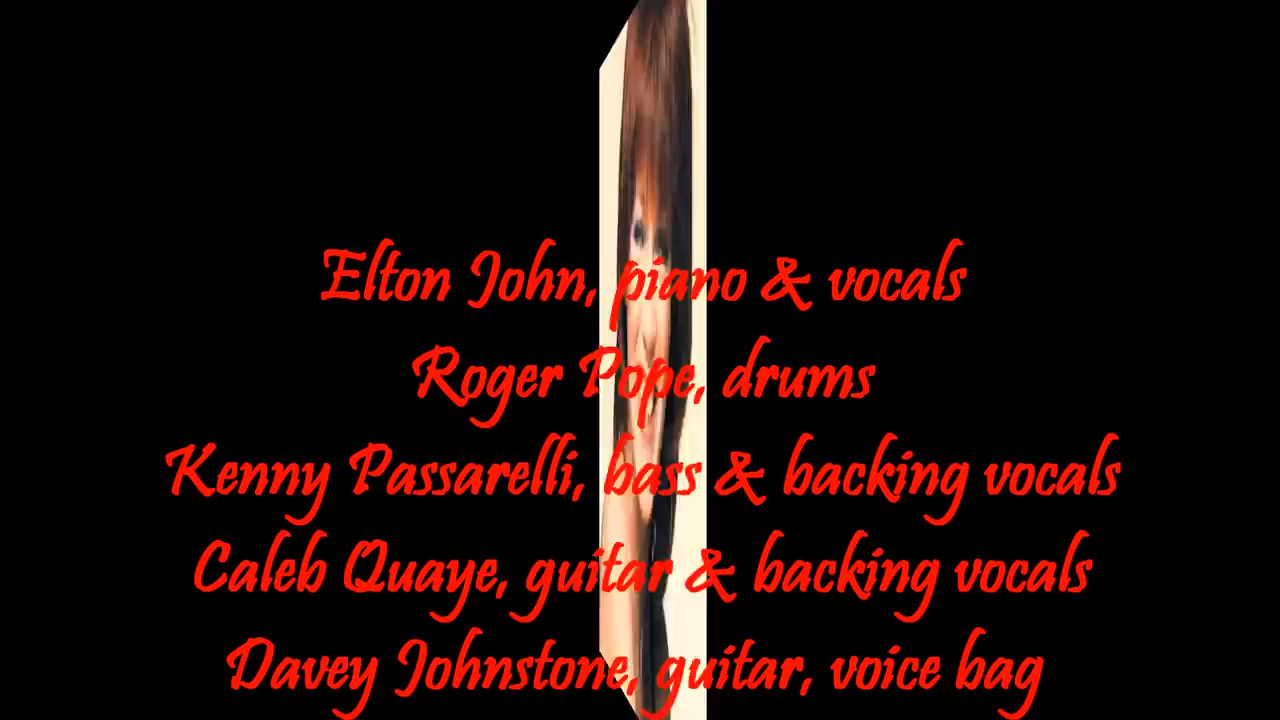 Elton John, piano & vocals
Roger Pope, drums
Kenny Passarelli, bass & backing vocals
Caleb Quaye, guitar & backing vocals
Davey Johnstone, guitar, voice bag